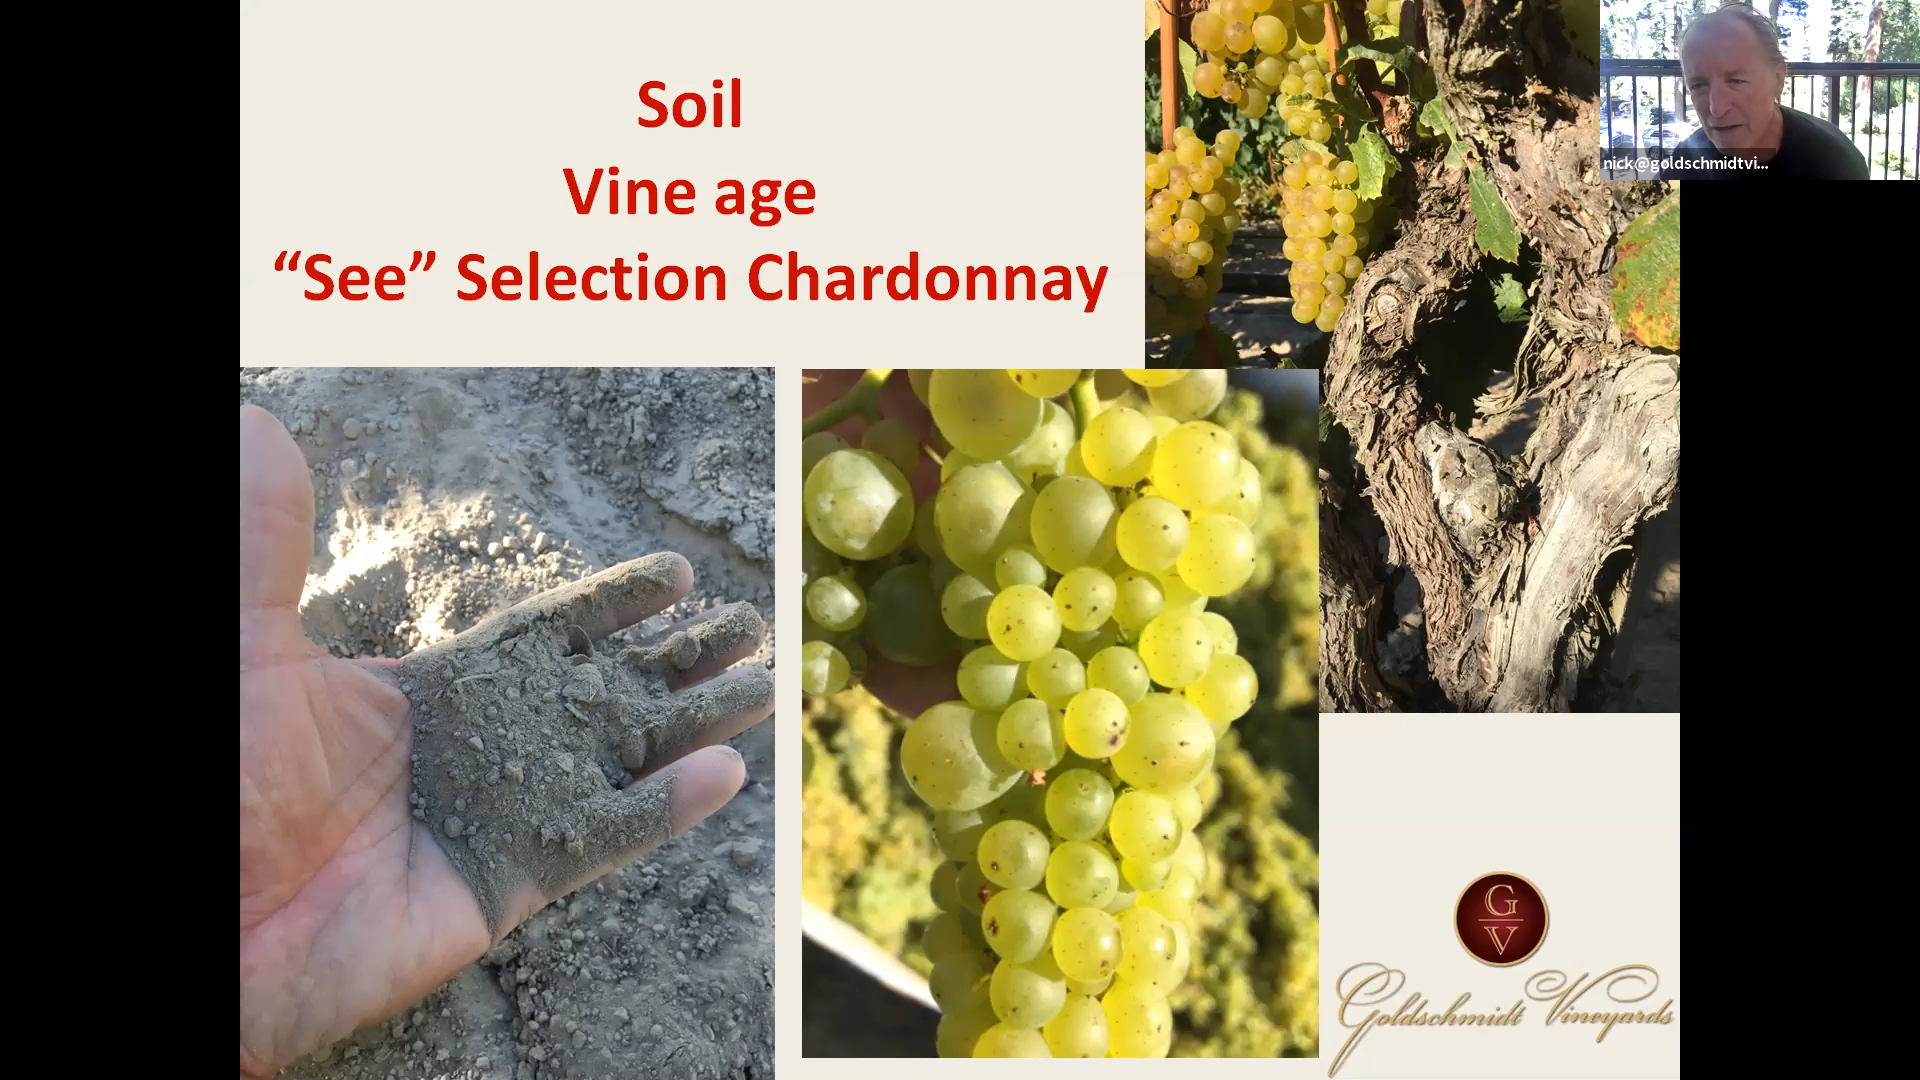 Soil
Vine age
“See” Selection Chardonnay
nick@goldschmidtvi...
G
V
Goldschmidt Vineyards